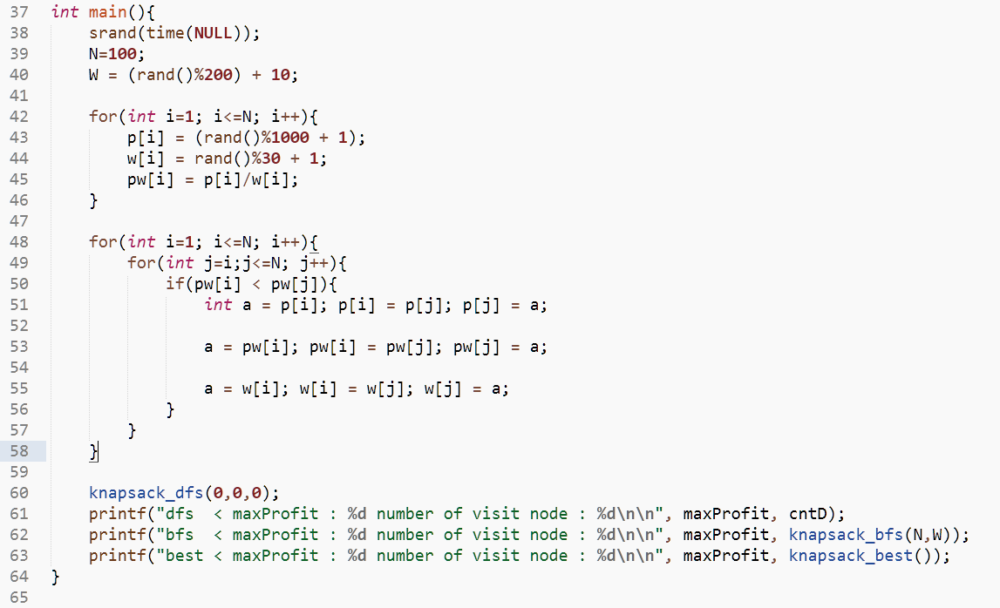 37 int main(){
38     srand(time(NULL));
39     N=100;
40     W = (rand()%200) + 10;
41
42     for(int i=1; i<=N; i++){
43         p[i] = (rand()%1000 + 1);
44         w[i] = rand()%30 + 1;
45         pw[i] = p[i]/w[i];
46     }
47
48     for(int i=1; i<=N; i++){
49         for(int j=i;j<=N; j++){
50             if(pw[i] < pw[j]){
51                 int a = p[i]; p[i] = p[j]; p[j] = a;
52
53                 a = pw[i]; pw[i] = pw[j]; pw[j] = a;
54
55                 a = w[i]; w[i] = w[j]; w[j] = a;
56             }
57         }
58     }
59
60     knapsack_dfs(0,0,0);
61     printf("dfs  < maxProfit : %d number of visit node : %d\n\n", maxProfit, cntD);
62     printf("bfs  < maxProfit : %d number of visit node : %d\n\n", maxProfit, knapsack_bfs(N,W));
63     printf("best < maxProfit : %d number of visit node : %d\n\n", maxProfit, knapsack_best());
64 }
65